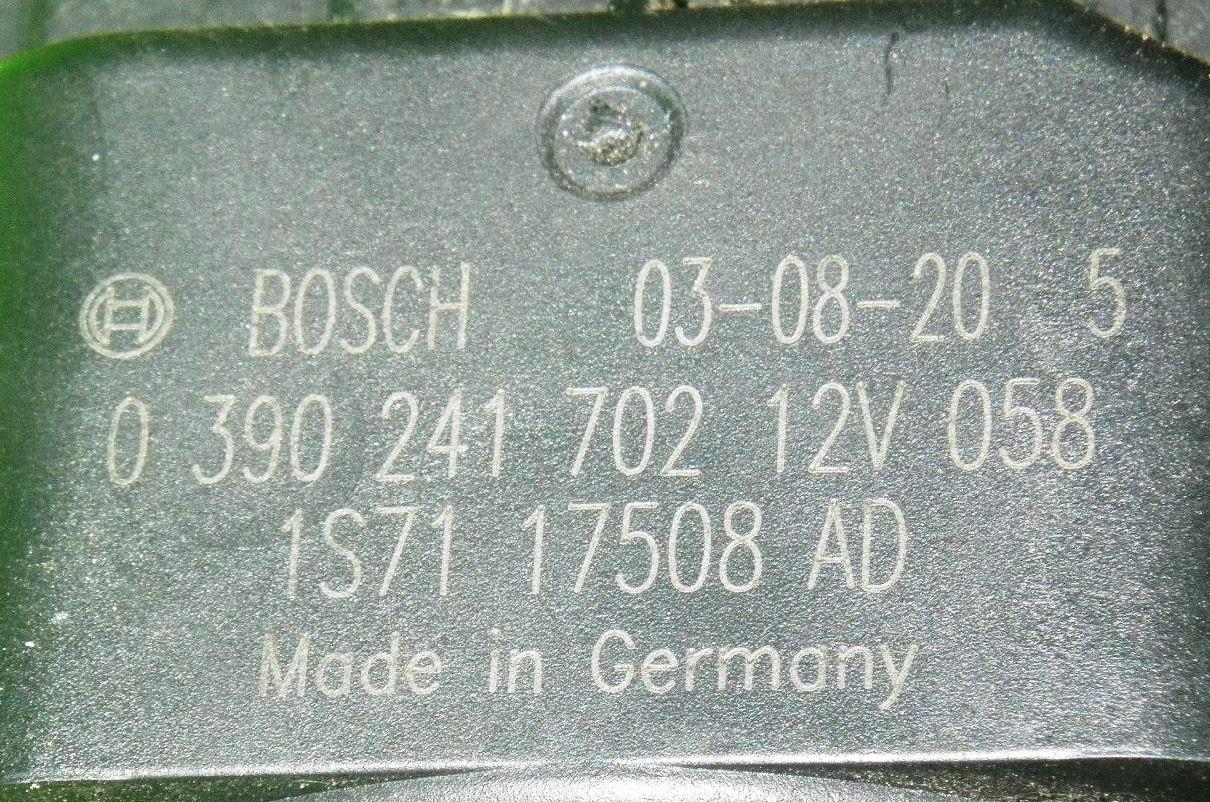 BOSCH 03-08-20 5
0 390 241 702 12V 058
1S71 17508 AD
Made in Germany